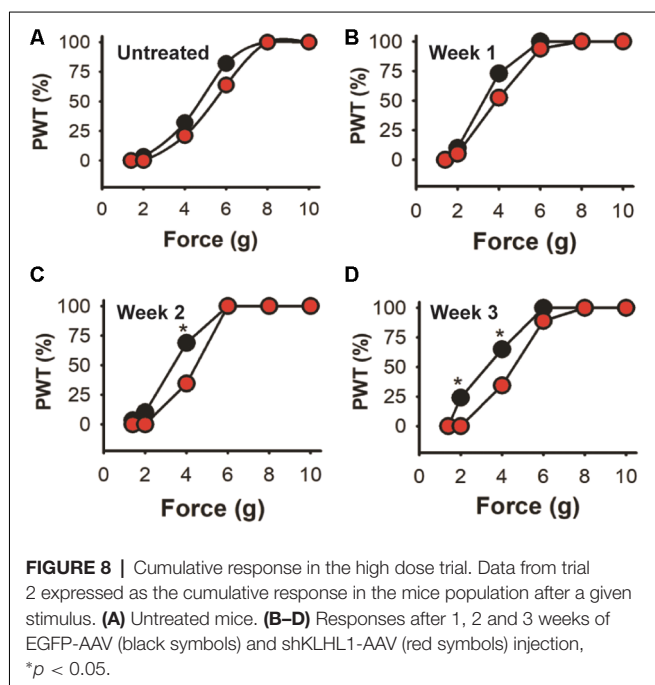 A
B
Untreated
Week 1
100
75
50
25
0
PWT (%)
0 2 4 6 8 10
Force (g)
100
75
50
25
0
PWT (%)
0 2 4 6 8 10
Force (g)
C
D
Week 2
*
Week 3
*
*
100
75
50
25
0
PWT (%)
0 2 4 6 8 10
Force (g)
100
75
50
25
0
PWT (%)
0 2 4 6 8 10
Force (g)
FIGURE 8 | Cumulative response in the high dose trial. Data from trial
2 expressed as the cumulative response in the mice population after a given
stimulus. (A) Untreated mice. (B–D) Responses after 1, 2 and 3 weeks of
EGFP-AAV (black symbols) and shKLHL1-AAV (red symbols) injection,
*p < 0.05.